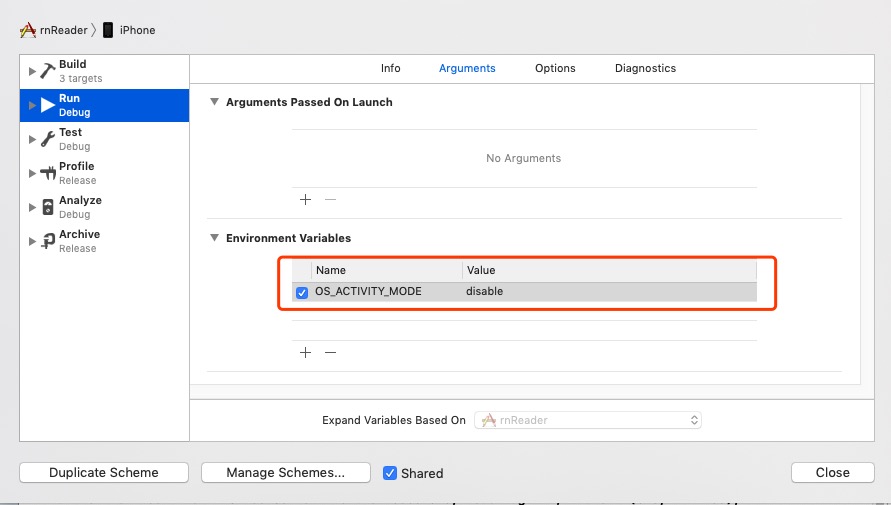 rnReader
iPhone
Build
3 targets
Run
Debug
Test
Debug
Profile
Release
Analyze
Debug
Archive
Release
Info
Arguments
Options
Diagnostics
Arguments Passed On Launch
No Arguments
Environment Variables
Name
Value
OS_ACTIVITY_MODE
disable
Expand Variables Based On
rnReader
Duplicate Scheme
Manage Schemes...
Shared
Close